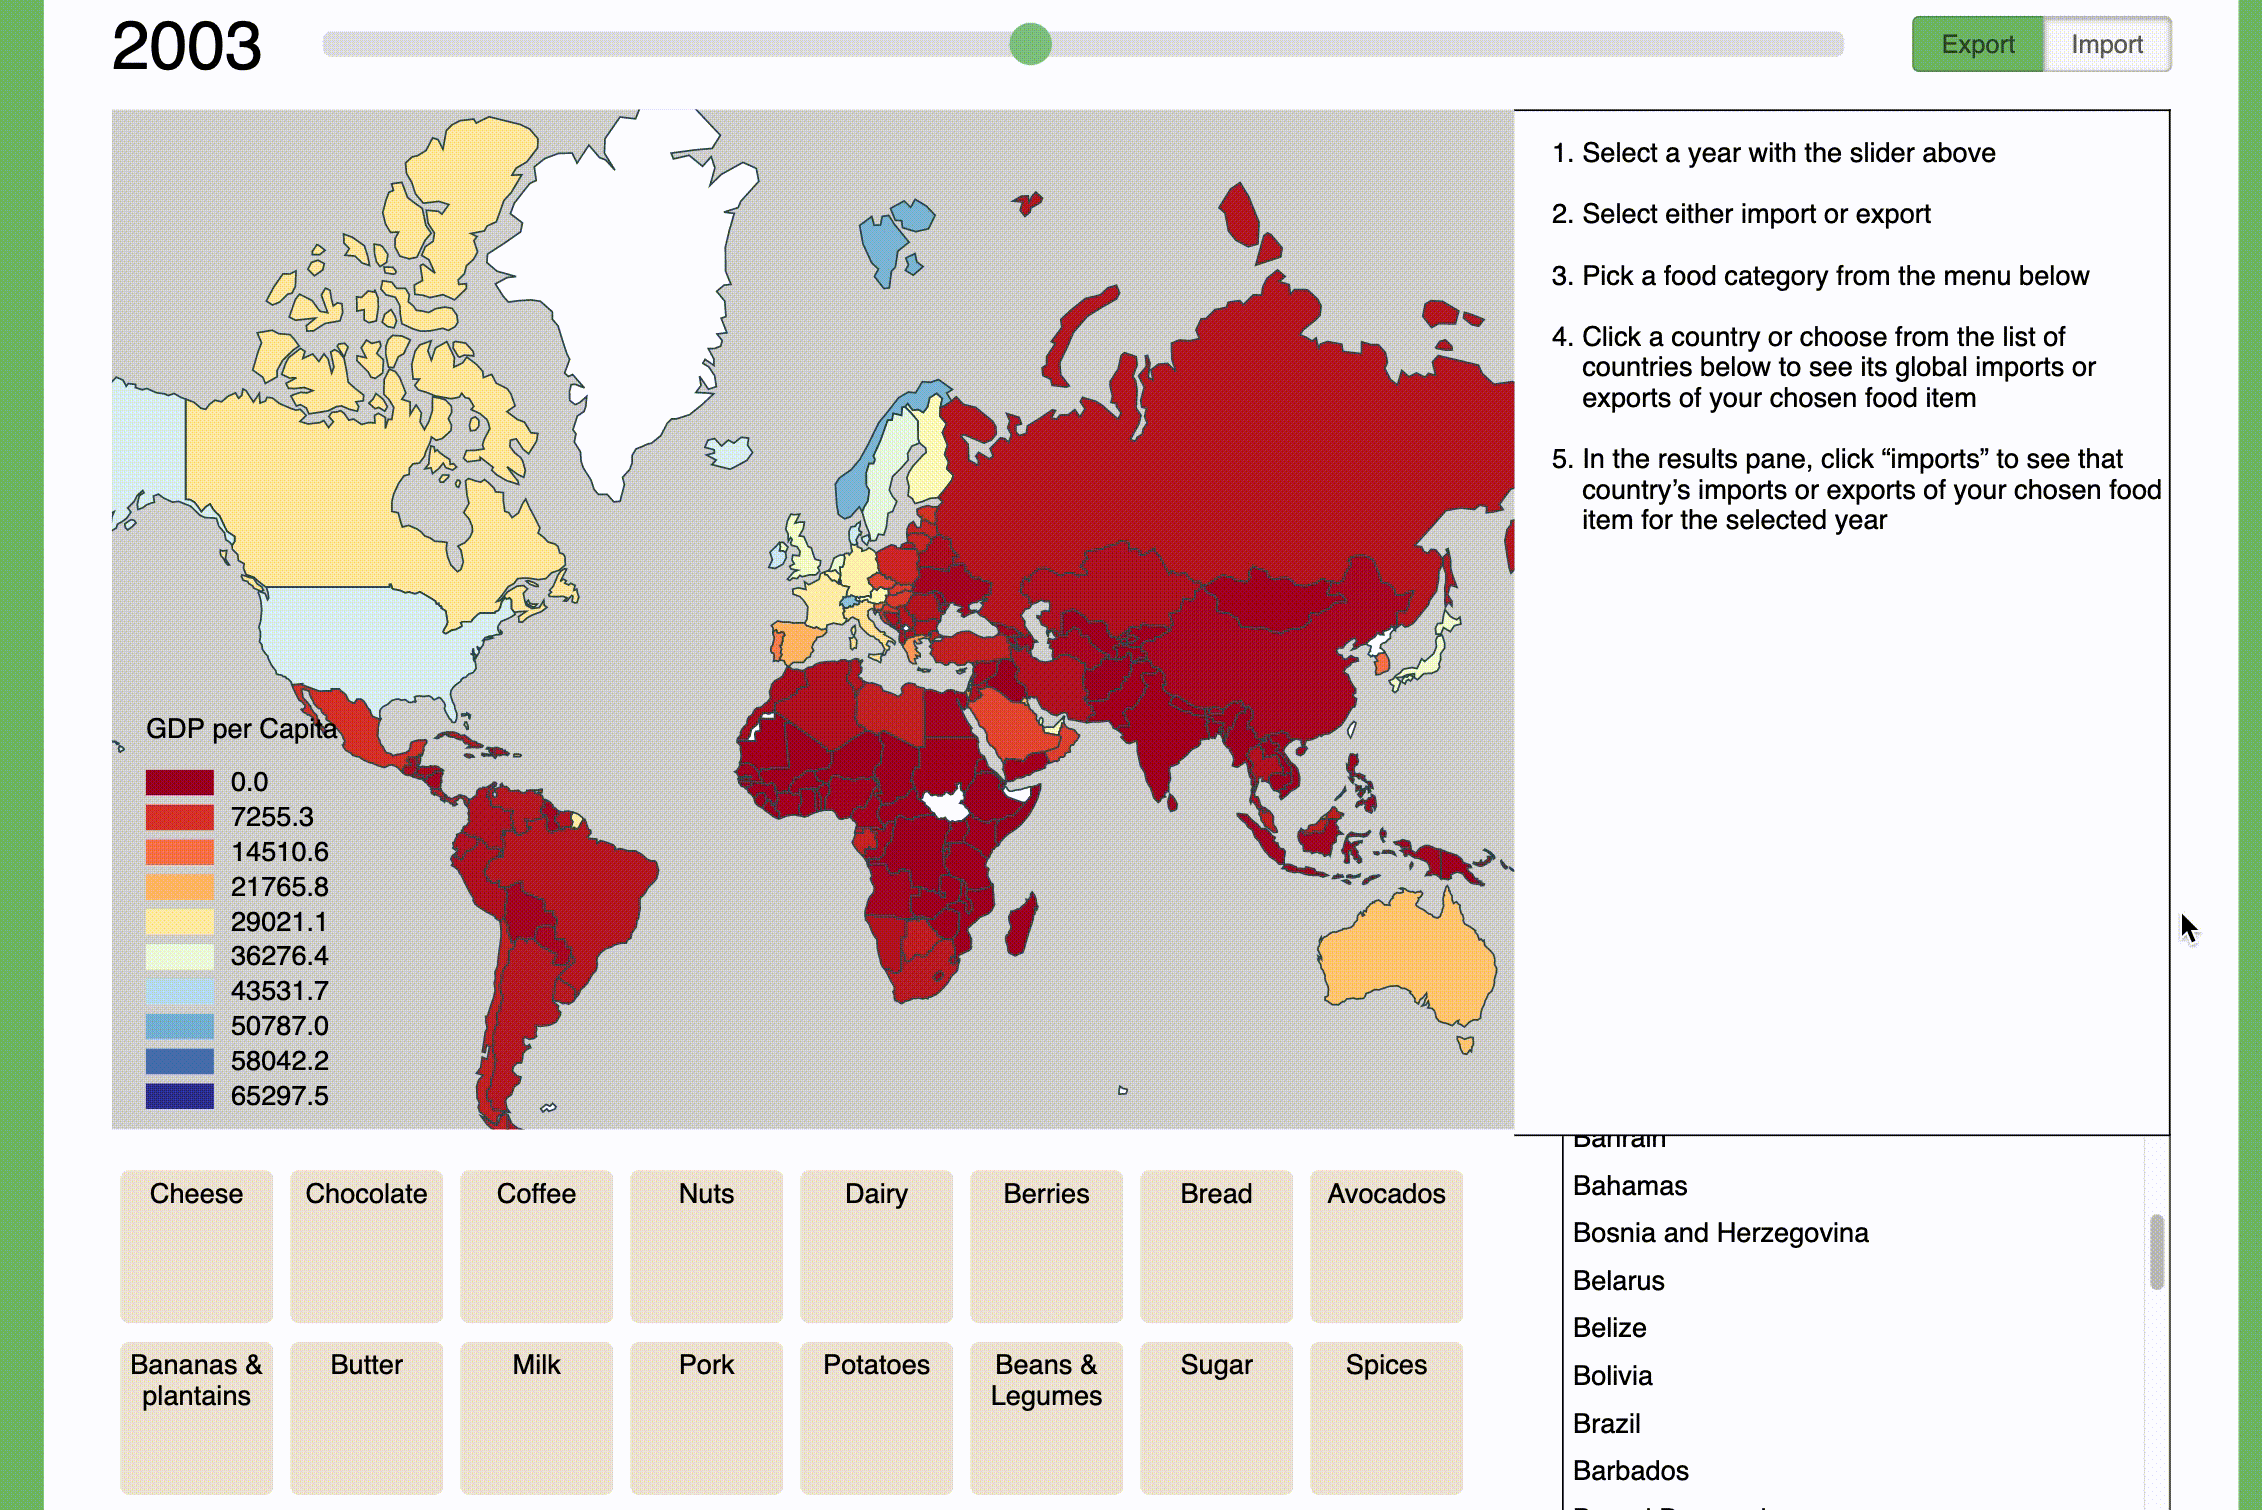 2003
Export
Import
1. Select a year with the slider above
2. Select either import or export
3. Pick a food category from the menu below
4. Click a country or choose from the list of
countries below to see its global imports or
exports of your chosen food item
5. In the results pane, click “imports” to see that
country’s imports or exports of your chosen food
item for the selected year
GDP per Capita
0.0
7255.3
14510.6
21765.8
29021.1
36276.4
43531.7
50787.0
58042.2
65297.5
Cheese
Chocolate
Coffee
Nuts
Dairy
Berries
Bread
Avocados
Bananas &
plantains
Butter
Milk
Pork
Potatoes
Beans &
Legumes
Sugar
Spices
Bahrain
Bahamas
Bosnia and Herzegovina
Belarus
Belize
Bolivia
Brazil
Barbados